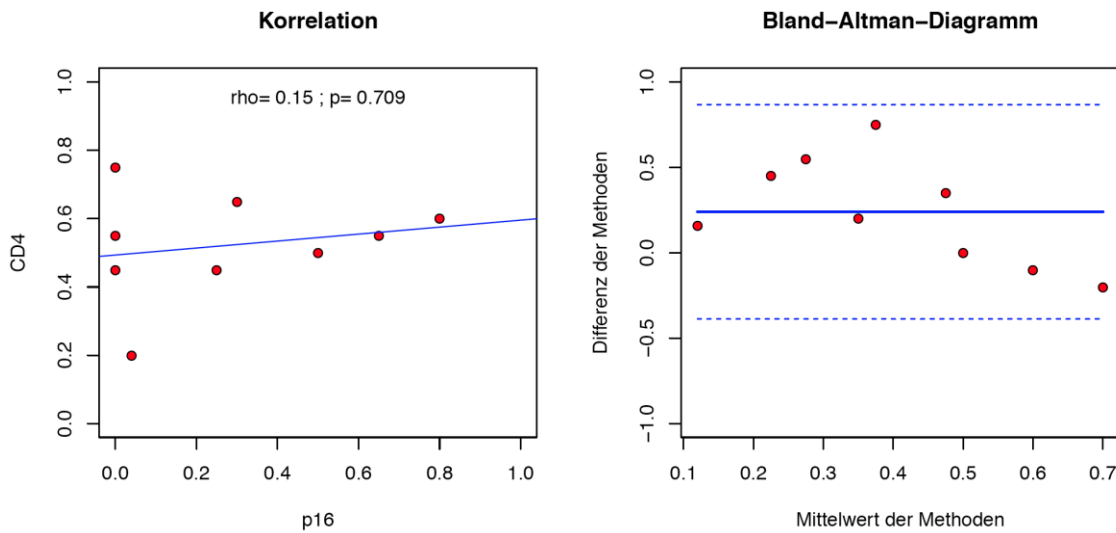 Korrelation
rho= 0.15 ; p= 0.709
CD4
0.0
0.2
0.4
0.6
0.8
1.0
0.0 0.2 0.4 0.6 0.8 1.0
p16
Bland−Altman−Diagramm
Differenz der Methoden
−1.0
−0.5
0.0
0.5
1.0
0.1 0.2 0.3 0.4 0.5 0.6 0.7
Mittelwert der Methoden